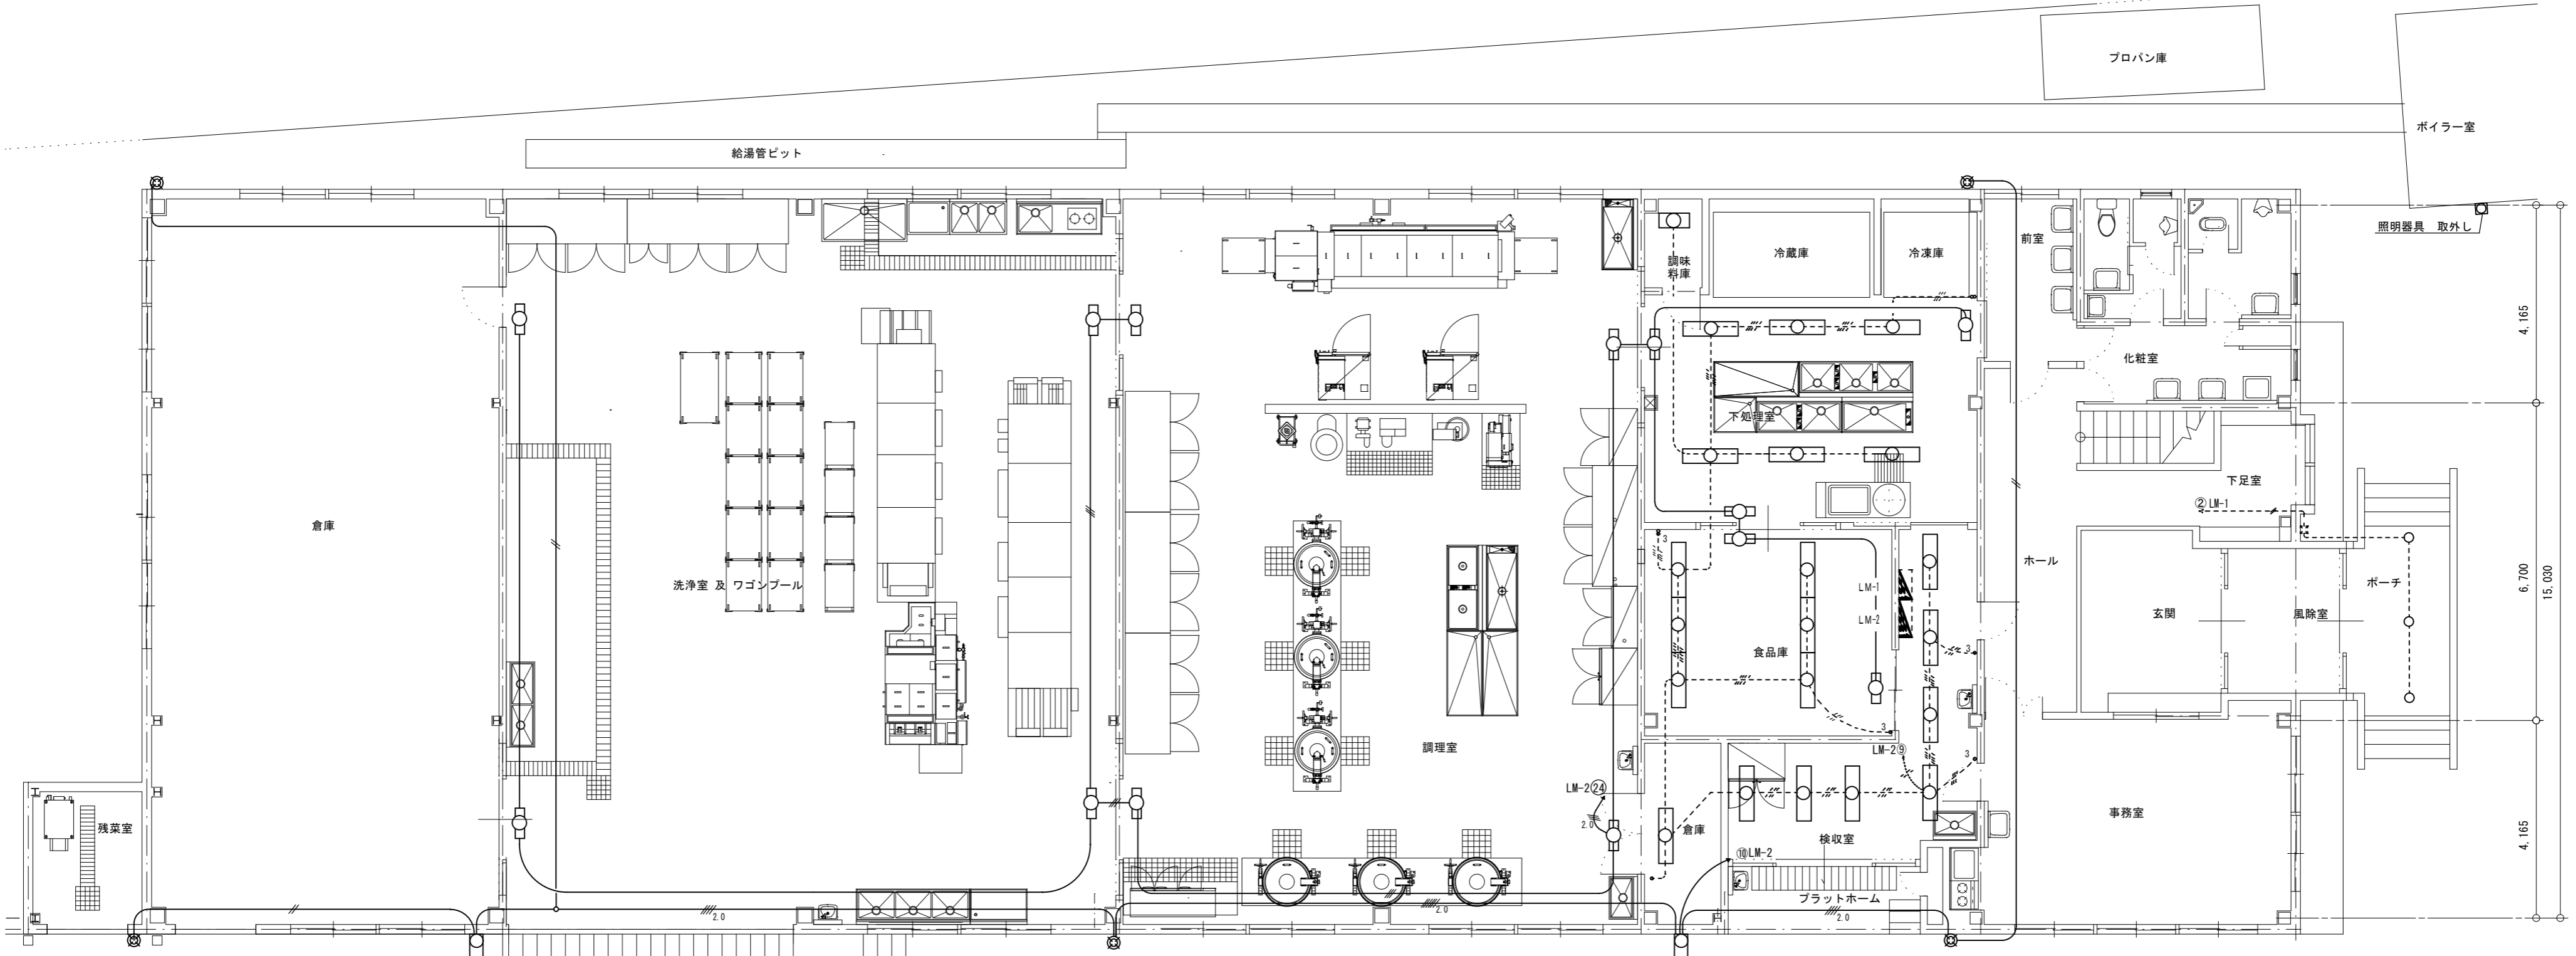 プロパン庫
ボイラー室
給湯管ピット
照明器具 取外し
前室
冷蔵庫
冷凍庫
調味
料庫
4,165
化粧室
下処理室
下足室
②LM-1
倉庫
3
ホール
6,700
15,030
洗浄室 及 ワゴンプール
LM-1
ポーチ
玄関
風除室
LM-2
食品庫
3
3
調理室
LM-2⑨
3
LM-2㉔
2.0
残菜室
倉庫
検収室
事務室
4,165
⑩LM-2
プラットホーム
2.0
2.0
2.0